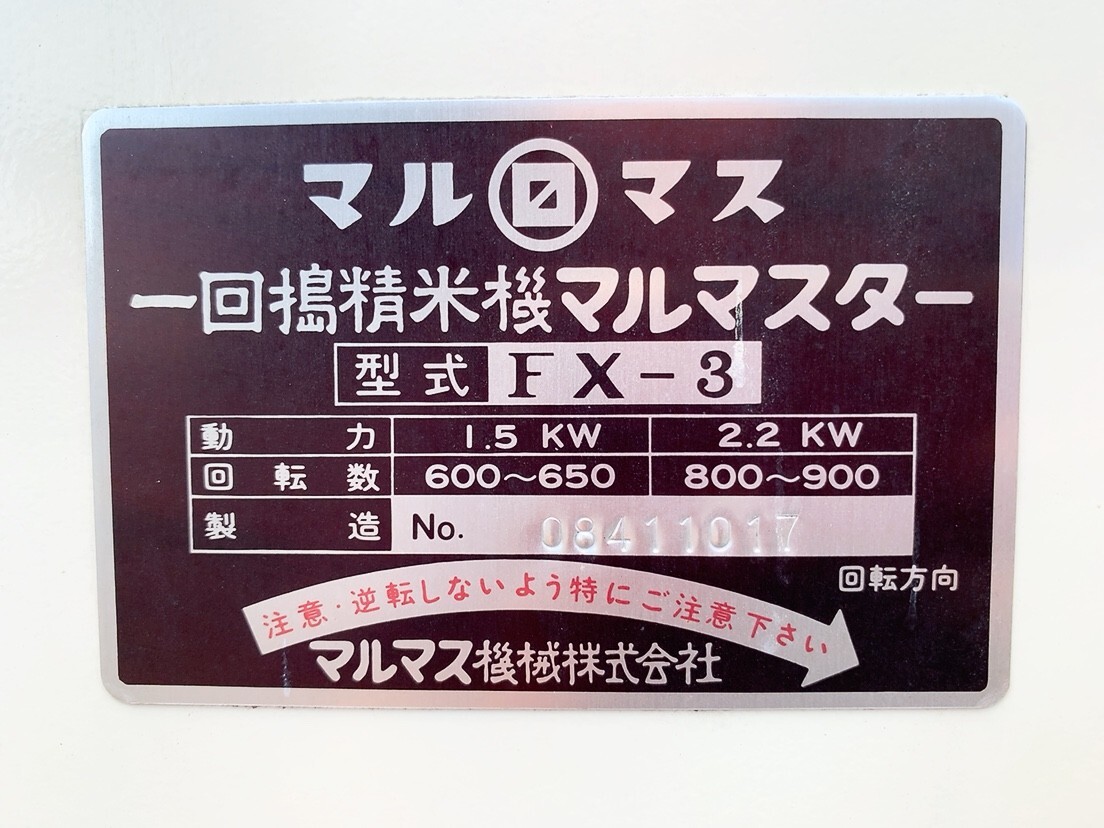 マル マス
一回搗精米機マルマスター
型式 FX-3
動力 1.5 KW 2.2 KW
回転数 600～650 800～900
製造 No. 08411017
回転方向
注意・逆転しないよう特にご注意下さい
マルマス機械株式会社